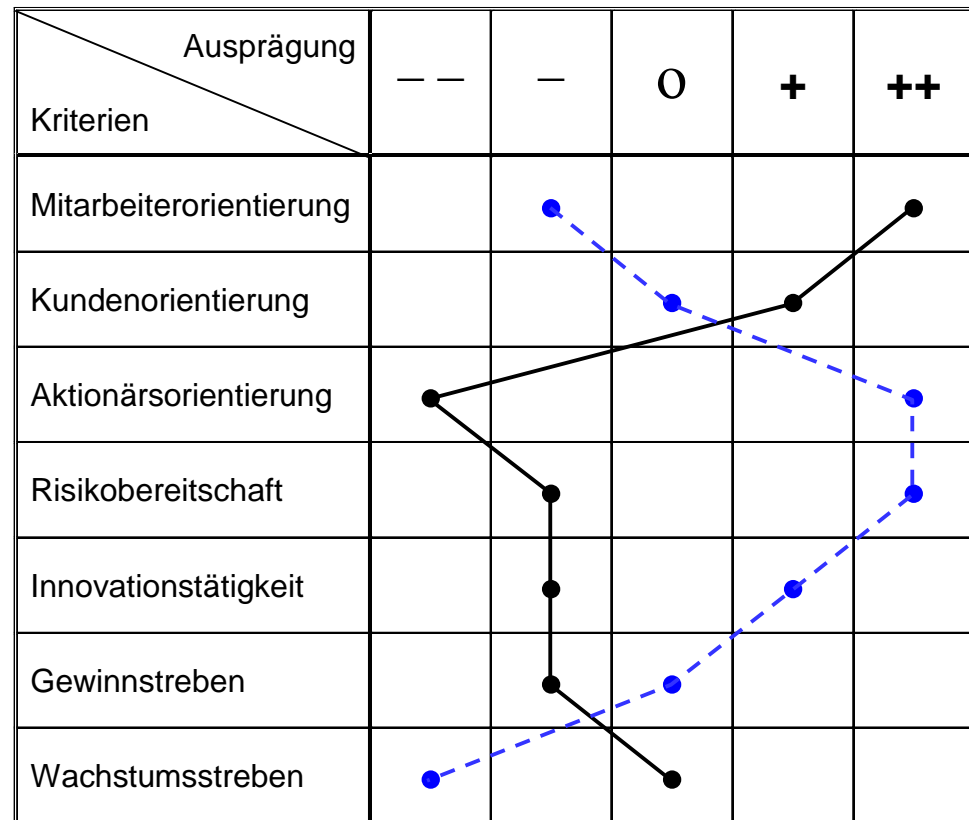 Ausprägung
Kriterien
– – – O + ++
Mitarbeiterorientierung
Kundenorientierung
Aktionärsorientierung
Risikobereitschaft
Innovationstätigkeit
Gewinnstreben
Wachstumsstreben